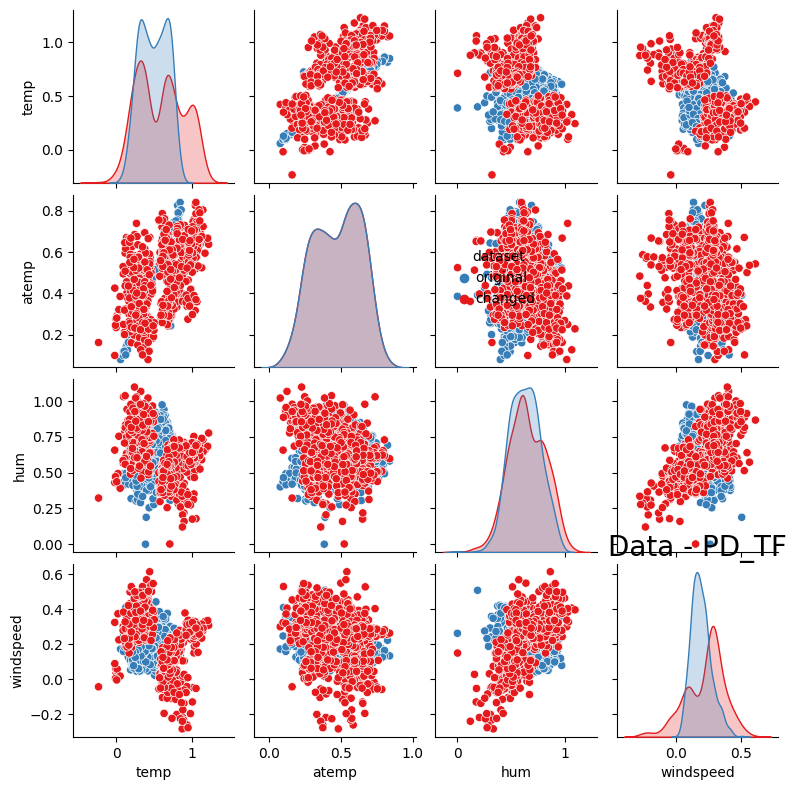 temp
1.0
0.5
0.0
atemp
0.8
0.6
0.4
0.2
dataset
original
changed
hum
1.00
0.75
0.50
0.25
0.00
Data - PD_TF
windspeed
0.6
0.4
0.2
0.0
−0.2
0 1 0.0 0.5 1.0 0 1 0.0 0.5
temp atemp hum windspeed